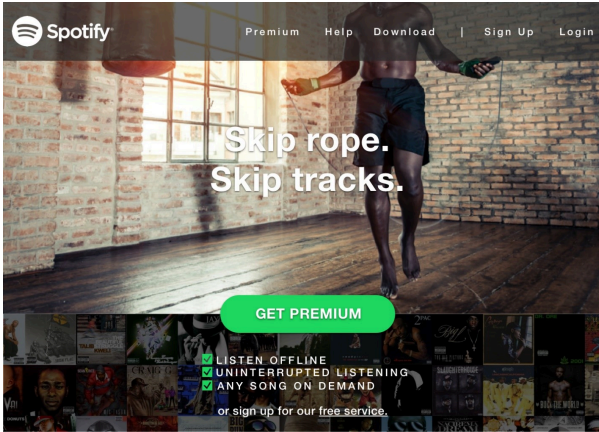 Spotify®
Premium Help Download | Sign Up Login
Skip rope.
Skip tracks.
GET PREMIUM
LISTEN OFFLINE
UNINTERRUPTED LISTENING
ANY SONG ON DEMAND
or sign up for our free service.
2PAC